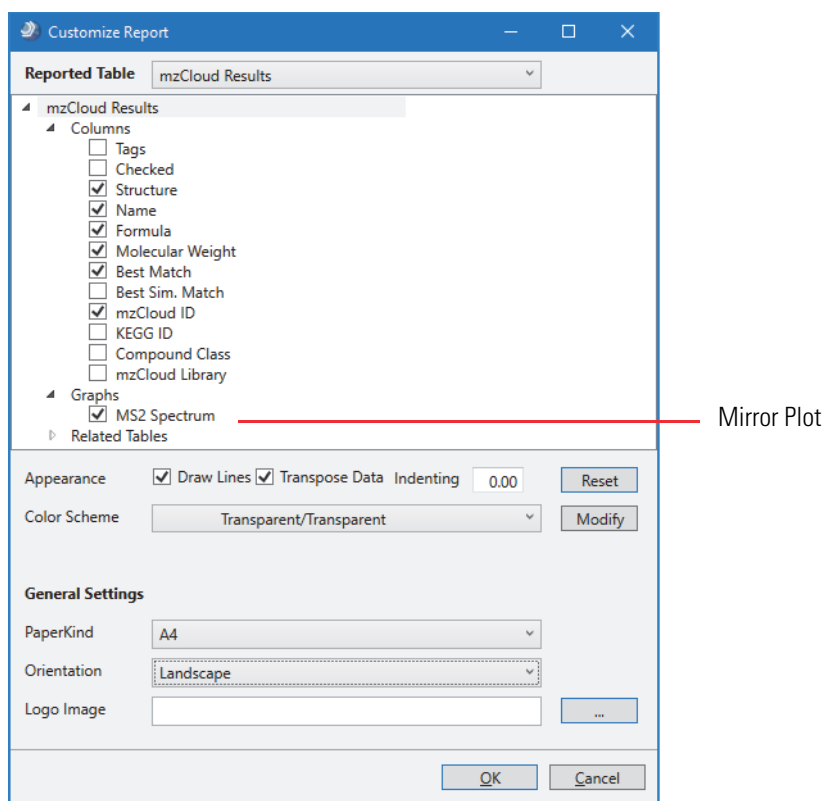 Customize Report
Reported Table mzCloud Results
mzCloud Results
Columns
Tags
Checked
Structure
Name
Formula
Molecular Weight
Best Match
Best Sim. Match
mzCloud ID
KEGG ID
Compound Class
mzCloud Library
Graphs
MS2 Spectrum Mirror Plot
Related Tables
Appearance Draw Lines Transpose Data Indenting 0.00 Reset
Color Scheme Transparent/Transparent Modify
General Settings
PaperKind A4
Orientation Landscape
Logo Image ...
OK Cancel